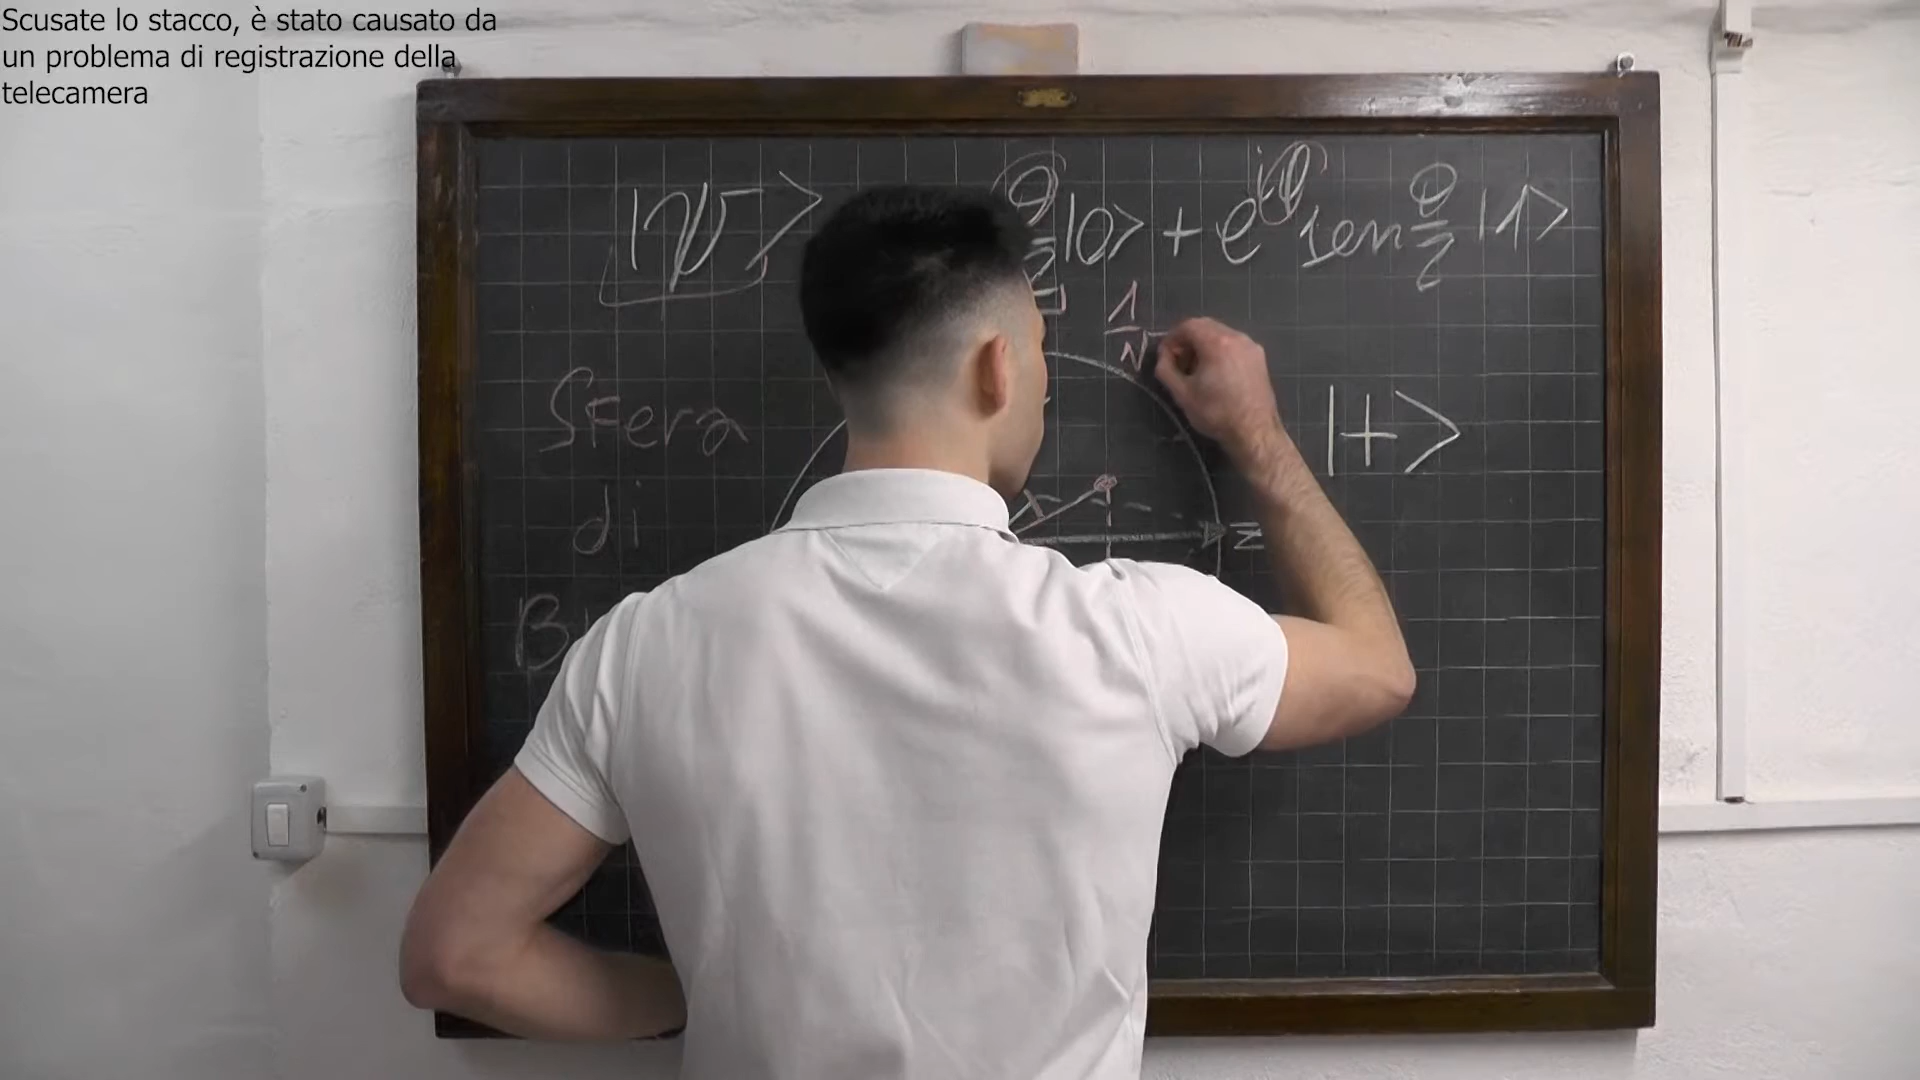 Scusate lo stacco, è stato causato da
un problema di registrazione della
telecamera
|ψ> θ/2 |0> + e^iφ sen θ/2 |1>
1/√
Sfera
|+>
di
z
B